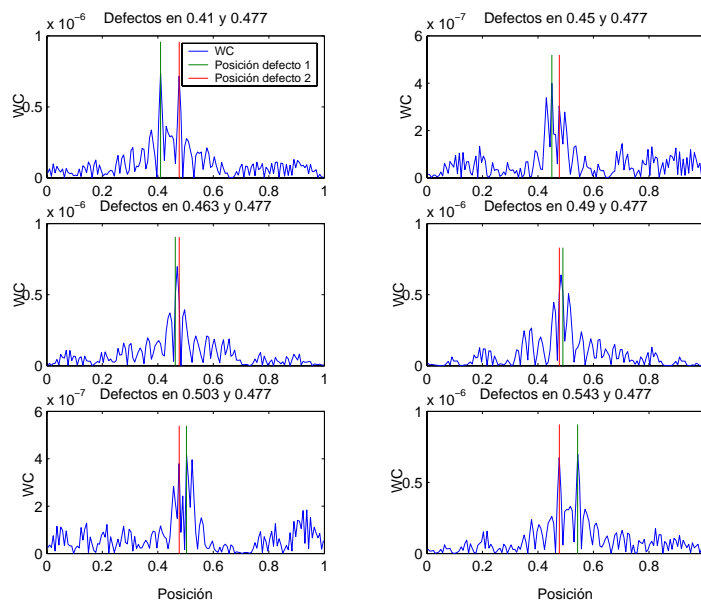 x 10^-6
Defectos en 0.41 y 0.477
1
0.5
0
WC
WC
Posición defecto 1
Posición defecto 2
0 0.2 0.4 0.6 0.8 1
x 10^-7
Defectos en 0.45 y 0.477
6
4
2
0
WC
0 0.2 0.4 0.6 0.8
x 10^-6
Defectos en 0.463 y 0.477
1
0.5
0
WC
0 0.2 0.4 0.6 0.8 1
x 10^-6
Defectos en 0.49 y 0.477
1
0.5
0
WC
0 0.2 0.4 0.6 0.8
x 10^-7
Defectos en 0.503 y 0.477
6
4
2
0
WC
0 0.2 0.4 0.6 0.8 1
Posición
x 10^-6
Defectos en 0.543 y 0.477
1
0.5
0
WC
0 0.2 0.4 0.6 0.8
Posición